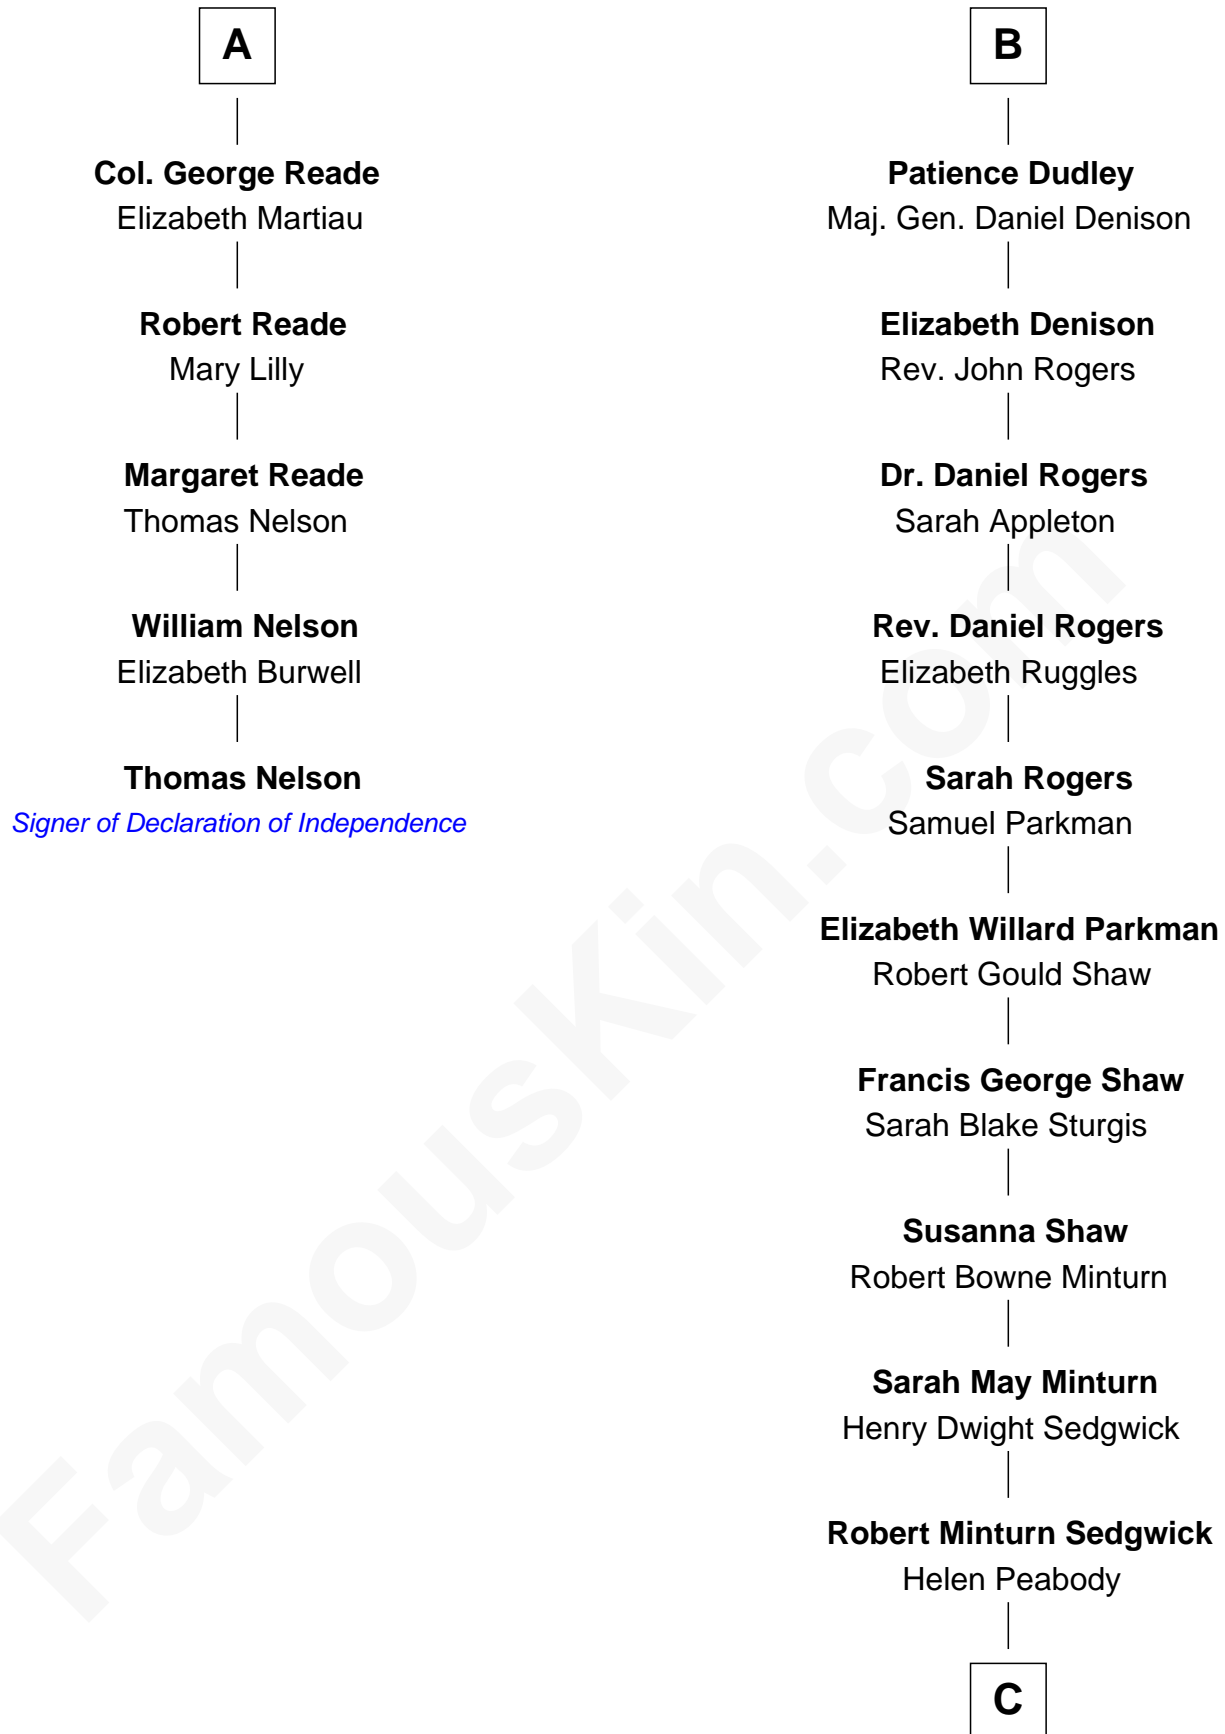 A
Col. George Reade
Elizabeth Martiau
Robert Reade
Mary Lilly
Margaret Reade
Thomas Nelson
William Nelson
Elizabeth Burwell
Thomas Nelson
Signer of Declaration of Independence
B
Patience Dudley
Maj. Gen. Daniel Denison
Elizabeth Denison
Rev. John Rogers
Dr. Daniel Rogers
Sarah Appleton
Rev. Daniel Rogers
Elizabeth Ruggles
Sarah Rogers
Samuel Parkman
Elizabeth Willard Parkman
Robert Gould Shaw
Francis George Shaw
Sarah Blake Sturgis
Susanna Shaw
Robert Bowne Minturn
Sarah May Minturn
Henry Dwight Sedgwick
Robert Minturn Sedgwick
Helen Peabody
C
FamousKin.com